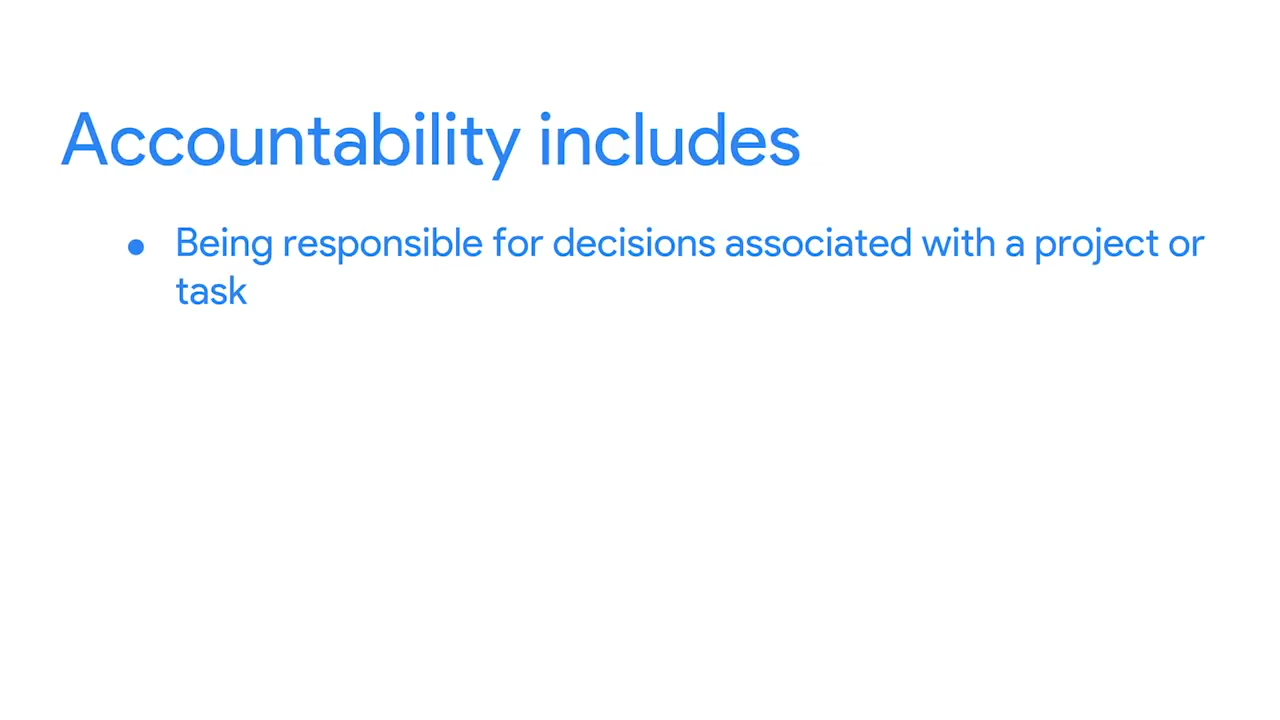 Accountability includes
● Being responsible for decisions associated with a project or
task